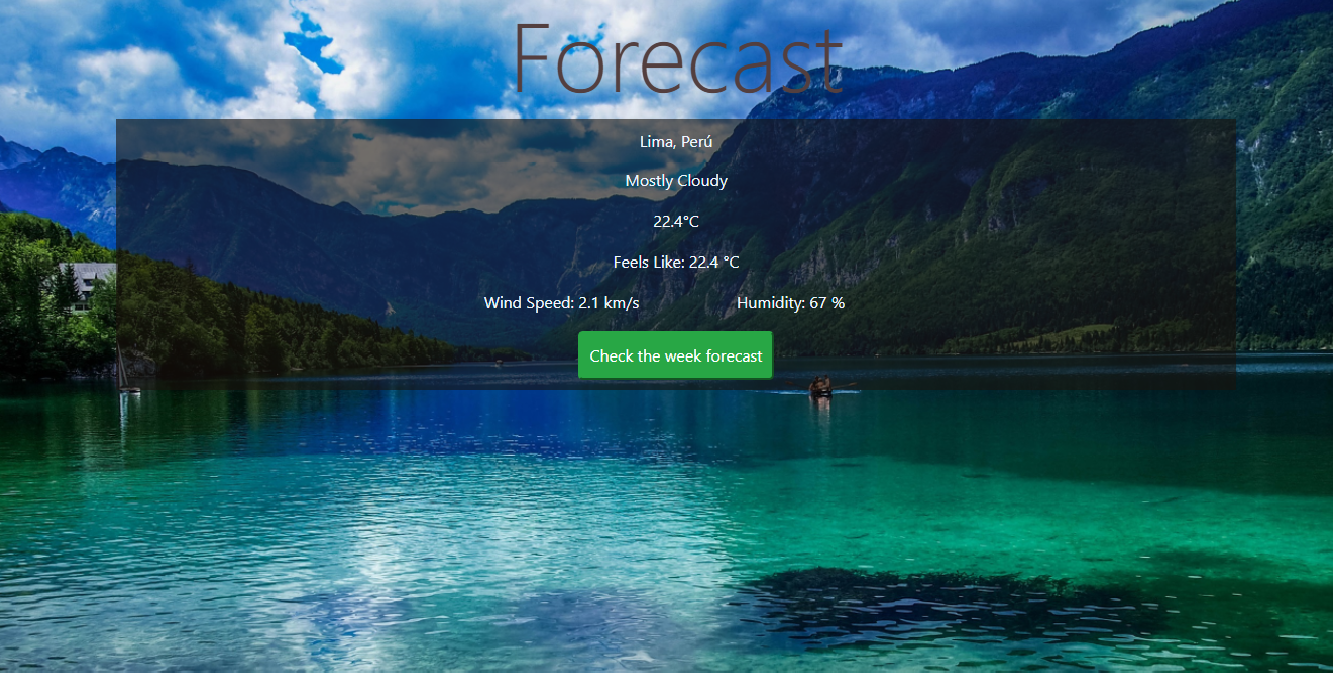 Forecast
Lima, Perú
Mostly Cloudy
22.4°C
Feels Like: 22.4 °C
Wind Speed: 2.1 km/s Humidity: 67 %
Check the week forecast